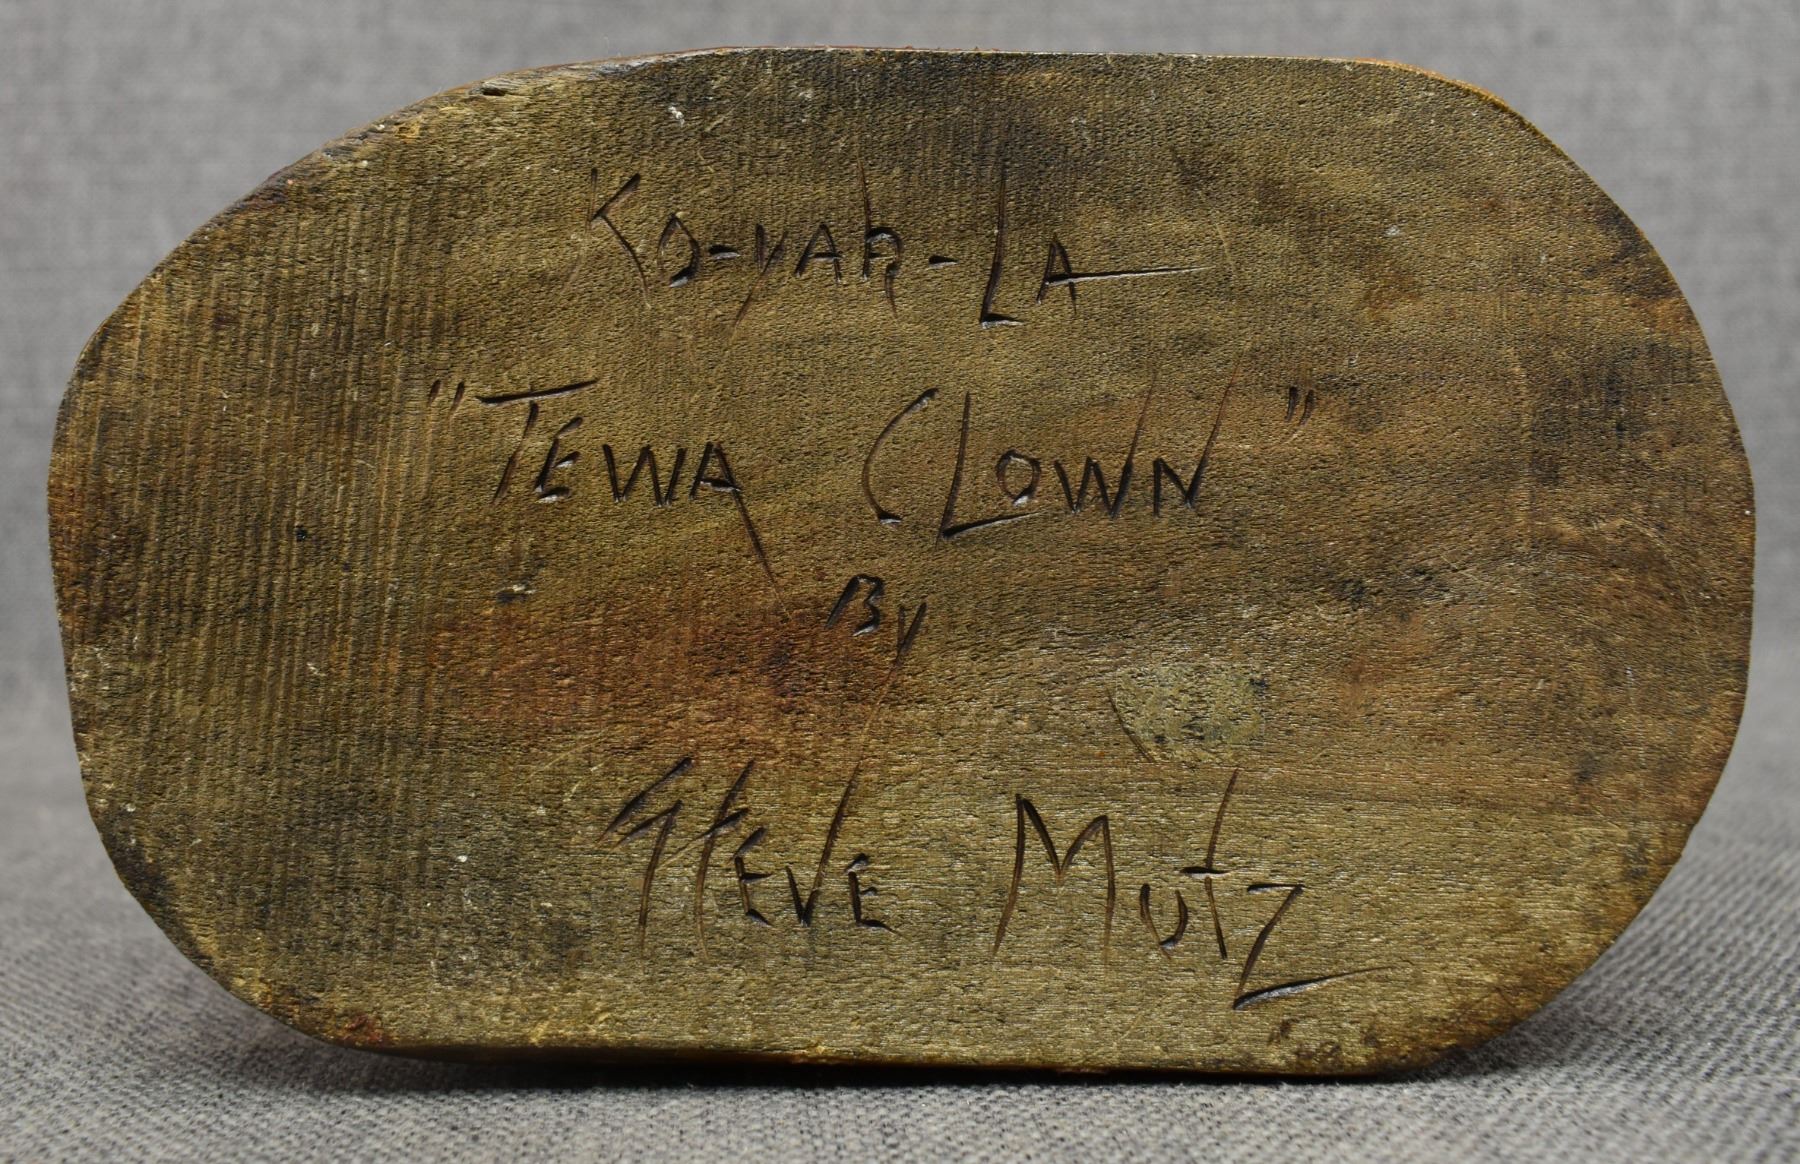 Ko-yah-La
"Tewa Clown"
By
Steve Mutz